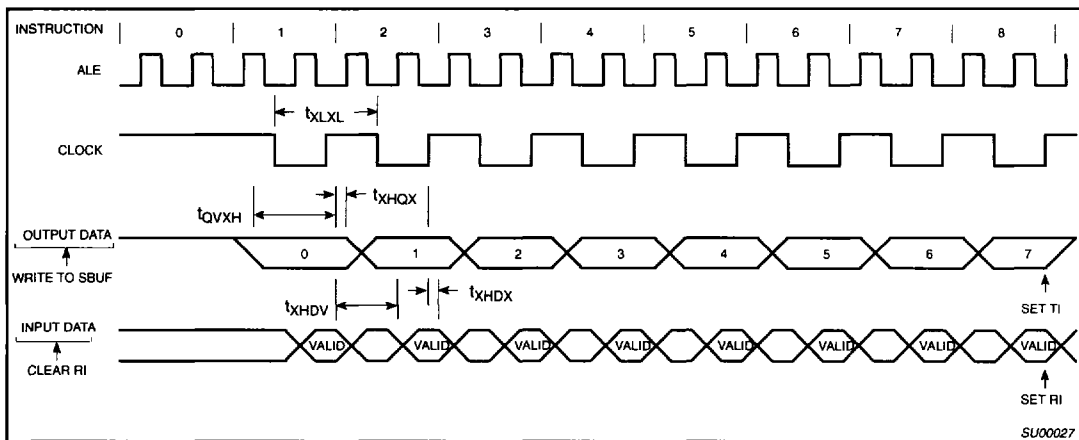 INSTRUCTION 0 1 2 3 4 5 6 7 8
ALE
tXLXL
CLOCK
tXHQX
tQVXH
OUTPUT DATA
0 1 2 3 4 5 6 7
WRITE TO SBUF
tXHDX
tXHDV
SET TI
INPUT DATA
VALID VALID VALID VALID VALID VALID VALID VALID
CLEAR RI
SET RI
SU00027